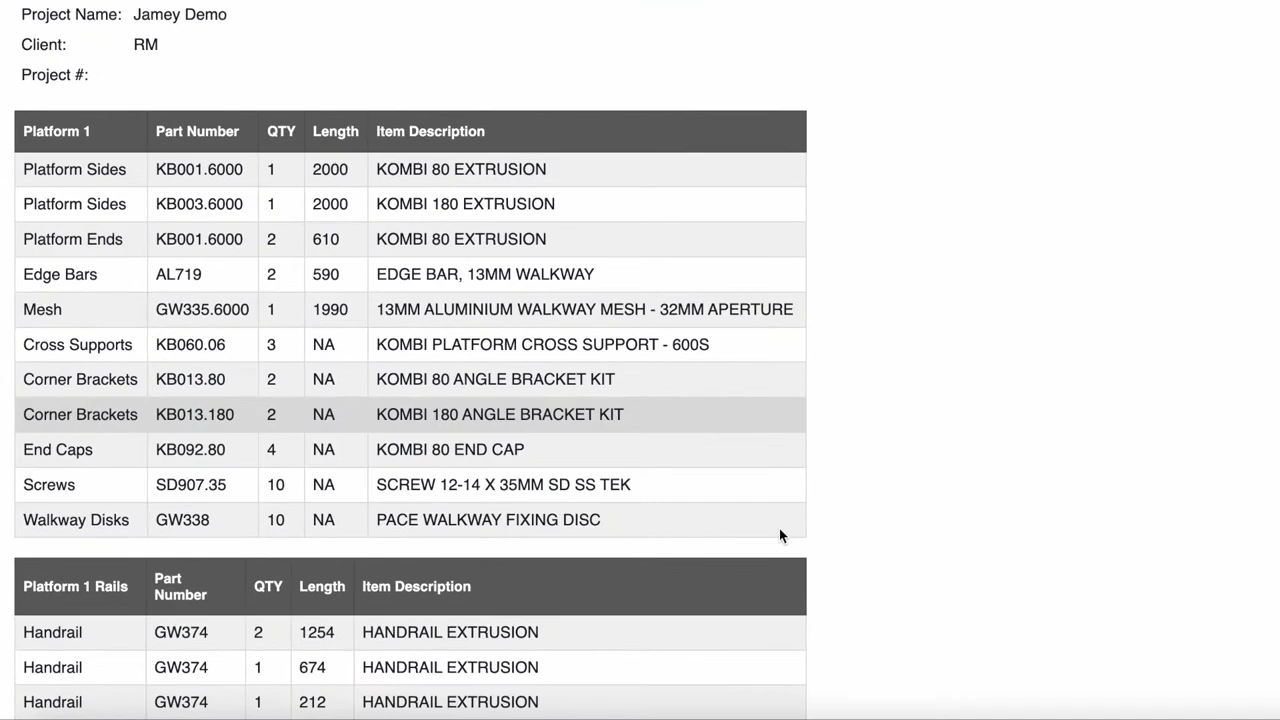 Project Name: Jamey Demo
Client: RM
Project #:
Platform 1 Part Number QTY Length Item Description
Platform Sides KB001.6000 1 2000 KOMBI 80 EXTRUSION
Platform Sides KB003.6000 1 2000 KOMBI 180 EXTRUSION
Platform Ends KB001.6000 2 610 KOMBI 80 EXTRUSION
Edge Bars AL719 2 590 EDGE BAR, 13MM WALKWAY
Mesh GW335.6000 1 1990 13MM ALUMINIUM WALKWAY MESH - 32MM APERTURE
Cross Supports KB060.06 3 NA KOMBI PLATFORM CROSS SUPPORT - 600S
Corner Brackets KB013.80 2 NA KOMBI 80 ANGLE BRACKET KIT
Corner Brackets KB013.180 2 NA KOMBI 180 ANGLE BRACKET KIT
End Caps KB092.80 4 NA KOMBI 80 END CAP
Screws SD907.35 10 NA SCREW 12-14 X 35MM SD SS TEK
Walkway Disks GW338 10 NA PACE WALKWAY FIXING DISC
Platform 1 Rails Part Number QTY Length Item Description
Handrail GW374 2 1254 HANDRAIL EXTRUSION
Handrail GW374 1 674 HANDRAIL EXTRUSION
Handrail GW374 1 212 HANDRAIL EXTRUSION